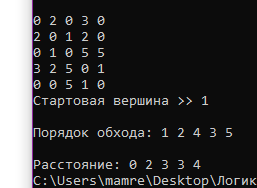 0 2 0 3 0
2 0 1 2 0
0 1 0 5 5
3 2 5 0 1
0 0 5 1 0
Стартовая вершина >> 1
Порядок обхода: 1 2 4 3 5
Расстояние: 0 2 3 3 4
C:\Users\mamre\Desktop\Логик